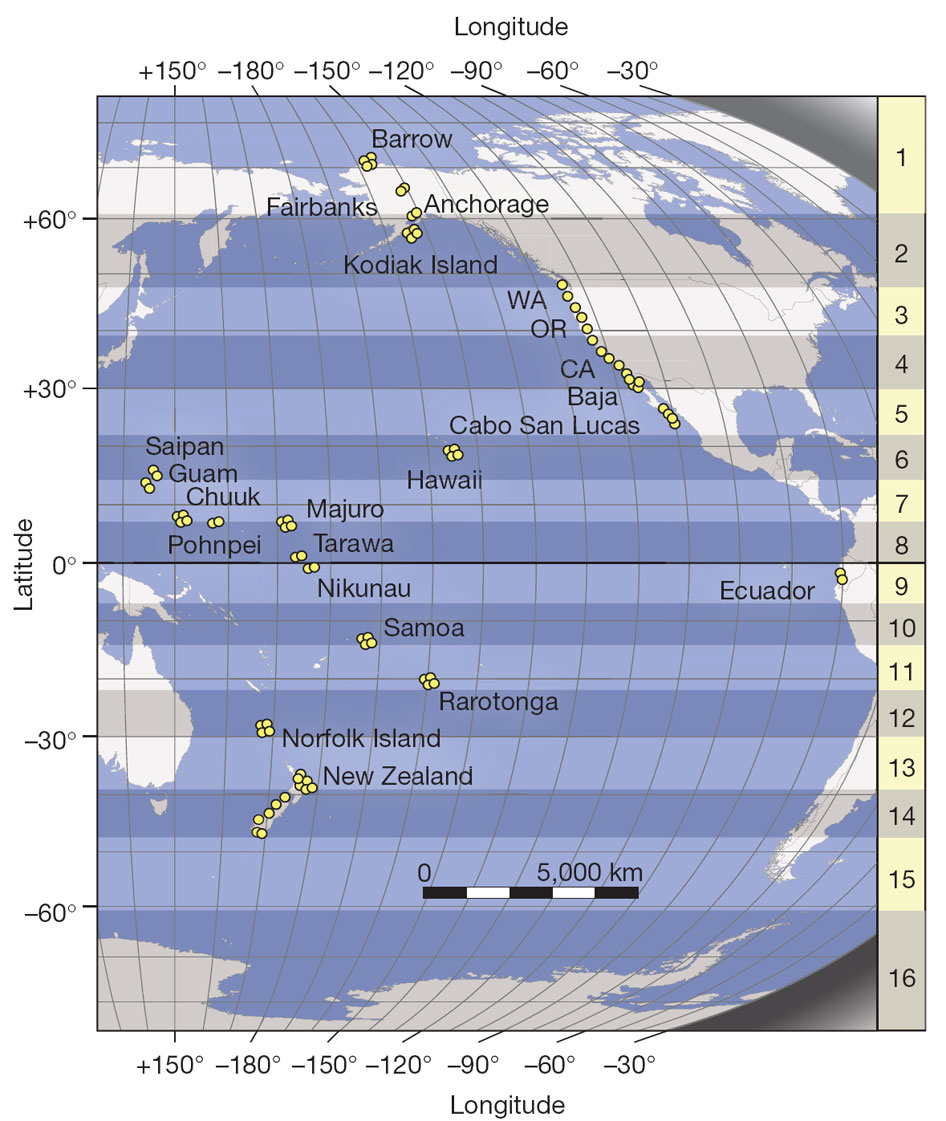 Longitude
+150° −180° −150° −120° −90° −60° −30°
Barrow
1
Fairbanks
Anchorage
+60°
2
Kodiak Island
WA
3
OR
4
CA
+30°
Baja
5
Cabo San Lucas
Saipan
6
Guam
Hawaii
Chuuk
7
Majuro
Pohnpei
Tarawa
8
Latitude
0°
Nikunau
Ecuador
9
Samoa
10
11
Rarotonga
12
−30°
Norfolk Island
13
New Zealand
14
0 5,000 km
15
−60°
16
+150° −180° −150° −120° −90° −60° −30°
Longitude